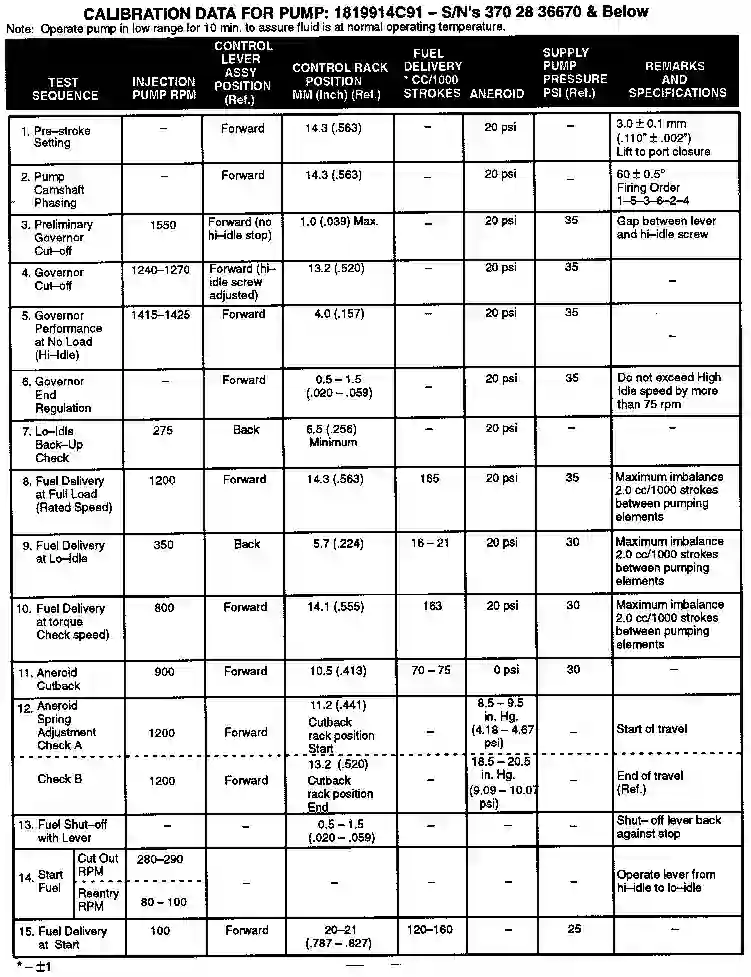 CALIBRATION DATA FOR PUMP: 1819914C91 – S/N's 370 28 36670 & Below
Note: Operate pump in low range for 10 min. to assure fluid is at normal operating temperature.
TEST SEQUENCE | INJECTION PUMP RPM | CONTROL LEVER ASSY POSITION (Ref.) | CONTROL RACK POSITION MM (Inch) (Ref.) | FUEL DELIVERY * CC/1000 STROKES | ANEROID | SUPPLY PUMP PRESSURE PSI (Ref.) | REMARKS AND SPECIFICATIONS
1. Pre–stroke Setting | – | Forward | 14.3 (.563) | – | 20 psi | – | 3.0 ± 0.1 mm (.110" ± .002") Lift to port closure
2. Pump Camshaft Phasing | – | Forward | 14.3 (.563) | – | 20 psi | – | 60 ± 0.5° Firing Order 1–5–3–6–2–4
3. Preliminary Governor Cut–off | 1550 | Forward (no hi–idle stop) | 1.0 (.039) Max. | – | 20 psi | 35 | Gap between lever and hi–idle screw
4. Governor Cut–off | 1240–1270 | Forward (hi–idle screw adjusted) | 13.2 (.520) | – | 20 psi | 35 | –
5. Governor Performance at No Load (Hi–Idle) | 1415–1425 | Forward | 4.0 (.157) | – | 20 psi | 35 | –
6. Governor End Regulation | – | Forward | 0.5 – 1.5 (.020 – .059) | – | 20 psi | 35 | Do not exceed High Idle speed by more than 75 rpm
7. Lo–Idle Back–Up Check | 275 | Back | 6.5 (.256) Minimum | – | 20 psi | – | –
8. Fuel Delivery at Full Load (Rated Speed) | 1200 | Forward | 14.3 (.563) | 165 | 20 psi | 35 | Maximum imbalance 2.0 cc/1000 strokes between pumping elements
9. Fuel Delivery at Lo–Idle | 350 | Back | 5.7 (.224) | 16 – 21 | 20 psi | 30 | Maximum imbalance 2.0 cc/1000 strokes between pumping elements
10. Fuel Delivery at torque Check speed) | 800 | Forward | 14.1 (.555) | 163 | 20 psi | 30 | Maximum imbalance 2.0 cc/1000 strokes between pumping elements
11. Aneroid Cutback | 900 | Forward | 10.5 (.413) | 70 – 75 | 0 psi | 30 | –
12. Aneroid Spring Adjustment Check A | 1200 | Forward | 11.2 (.441) Cutback rack position Start | – | 8.5 – 9.5 in. Hg. (4.18 – 4.67 psi) | – | Start of travel
Check B | 1200 | Forward | 13.2 (.520) Cutback rack position End | – | 18.5 – 20.5 in. Hg. (9.09 – 10.07 psi) | – | End of travel (Ref.)
13. Fuel Shut–off with Lever | – | – | 0.5 – 1.5 (.020 – .059) | – | – | – | Shut– off lever back against stop
14. Start Fuel | Cut Out RPM | 280–290 | – | – | – | – | – | Operate lever from hi–idle to lo–idle
Reentry RPM | 80 – 100
15. Fuel Delivery at Start | 100 | Forward | 20–21 (.787 – .827) | 120–160 | – | 25 | –
* – ±1